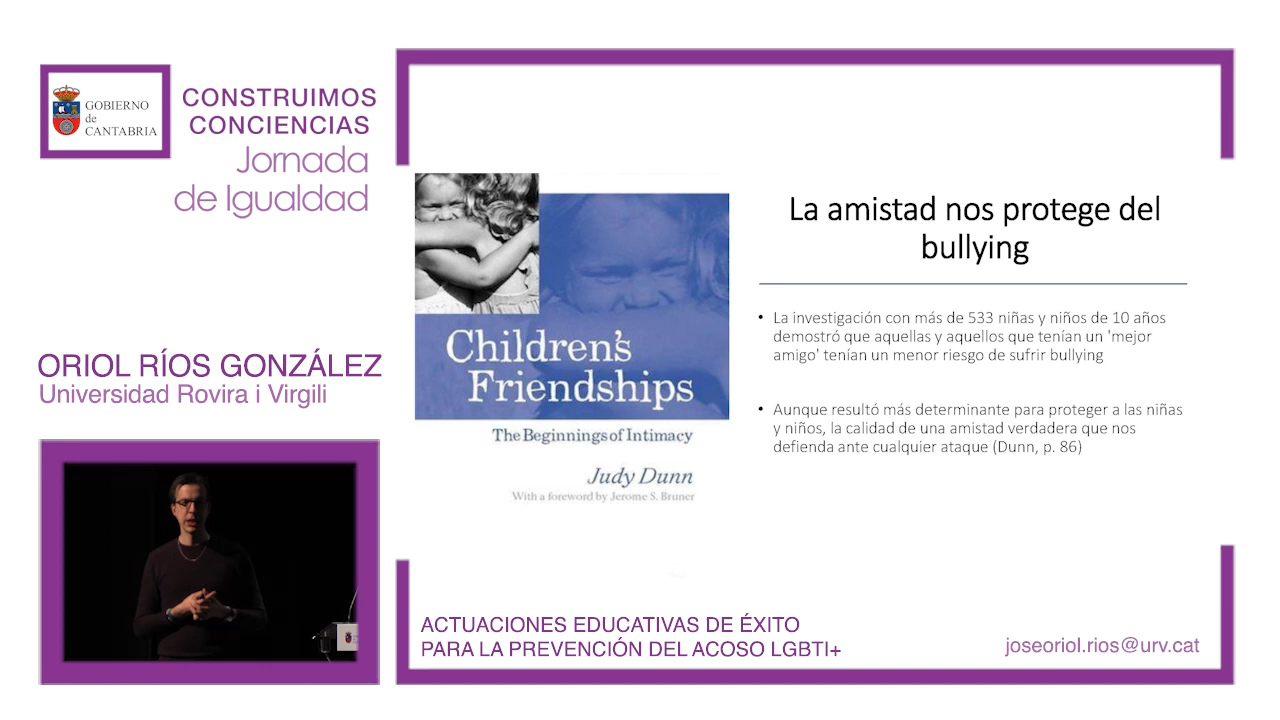 GOBIERNO
de
CANTABRIA
CONSTRUIMOS
CONCIENCIAS
Jornada
de Igualdad
ORIOL RÍOS GONZÁLEZ
Universidad Rovira i Virgili
Children's
Friendships
The Beginnings of Intimacy
Judy Dunn
With a foreword by Jerome S. Bruner
La amistad nos protege del
bullying
• La investigación con más de 533 niñas y niños de 10 años
demostró que aquellas y aquellos que tenían un 'mejor
amigo' tenían un menor riesgo de sufrir bullying
• Aunque resultó más determinante para proteger a las niñas
y niños, la calidad de una amistad verdadera que nos
defienda ante cualquier ataque (Dunn, p. 86)
ACTUACIONES EDUCATIVAS DE ÉXITO
PARA LA PREVENCIÓN DEL ACOSO LGBTI+
joseoriol.rios@urv.cat